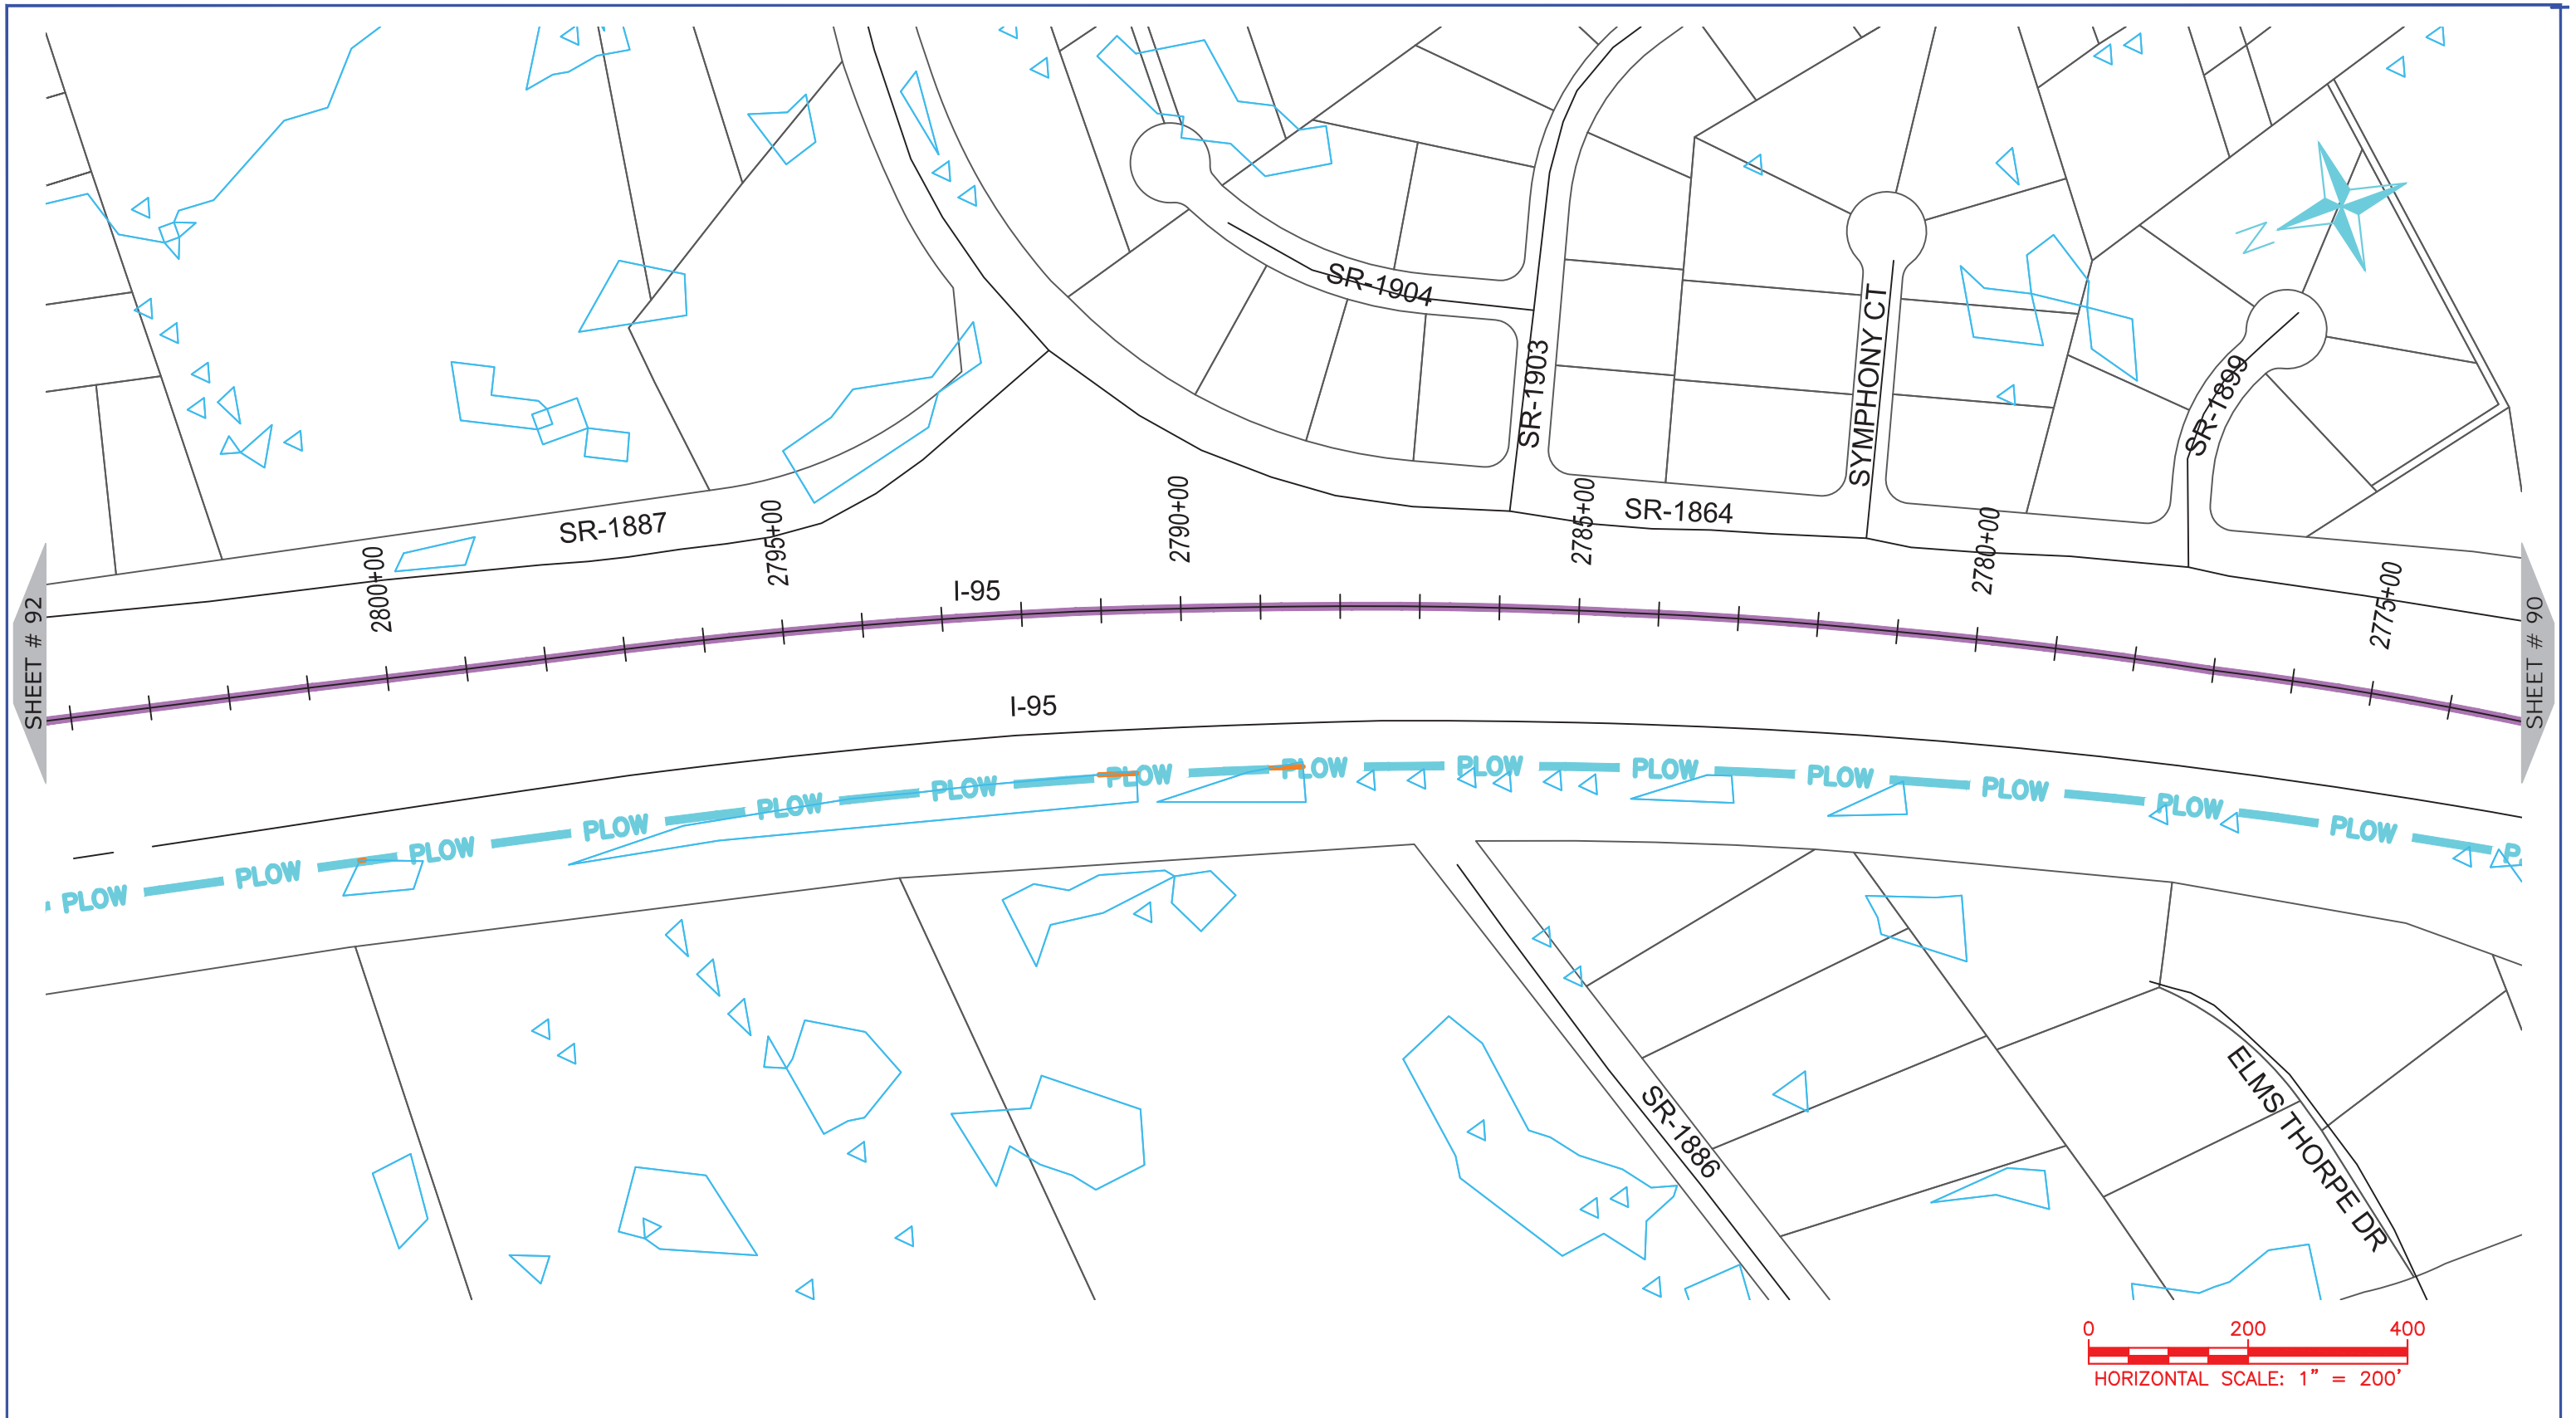 N
SR-1904
SR-1903
SYMPHONY CT
SR-1899
SR-1887
SR-1864
2800+00
2795+00
2790+00
2785+00
2780+00
2775+00
I-95
SHEET # 92
SHEET # 90
I-95
PLOW PLOW PLOW PLOW PLOW PLOW PLOW PLOW PLOW PLOW PLOW PLOW PLOW PLOW P
SR-1886
ELMS THORPE DR
0 200 400
HORIZONTAL SCALE: 1" = 200'